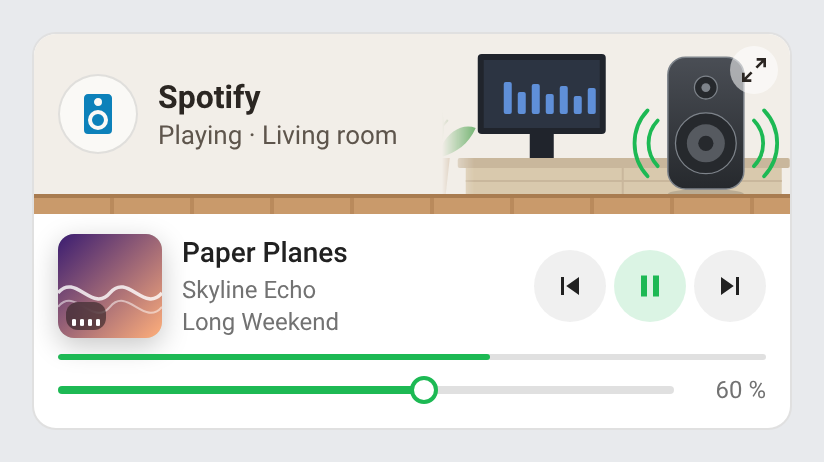 Spotify
Playing · Living room
Paper Planes
Skyline Echo
Long Weekend
60 %